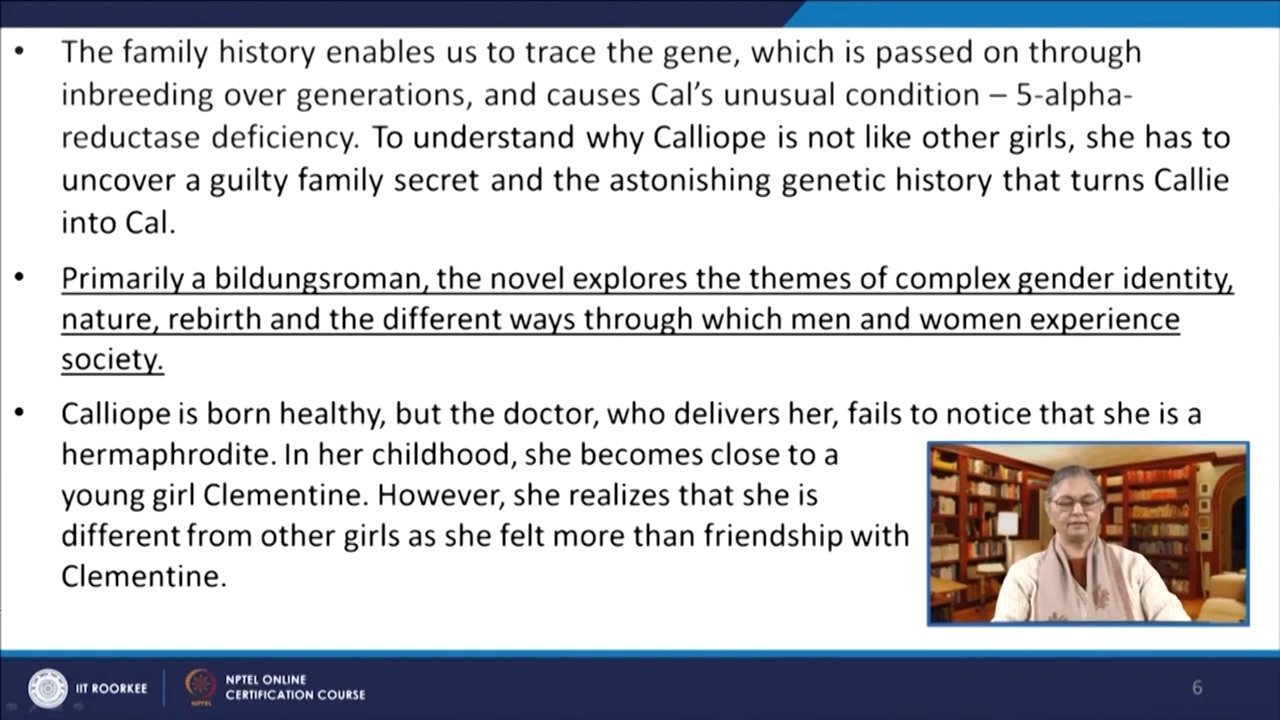 • The family history enables us to trace the gene, which is passed on through
inbreeding over generations, and causes Cal’s unusual condition – 5-alpha-
reductase deficiency. To understand why Calliope is not like other girls, she has to
uncover a guilty family secret and the astonishing genetic history that turns Callie
into Cal.
• Primarily a bildungsroman, the novel explores the themes of complex gender identity,
nature, rebirth and the different ways through which men and women experience
society.
• Calliope is born healthy, but the doctor, who delivers her, fails to notice that she is a
hermaphrodite. In her childhood, she becomes close to a
young girl Clementine. However, she realizes that she is
different from other girls as she felt more than friendship with
Clementine.
IIT ROORKEE
NPTEL
NPTEL ONLINE
CERTIFICATION COURSE
6